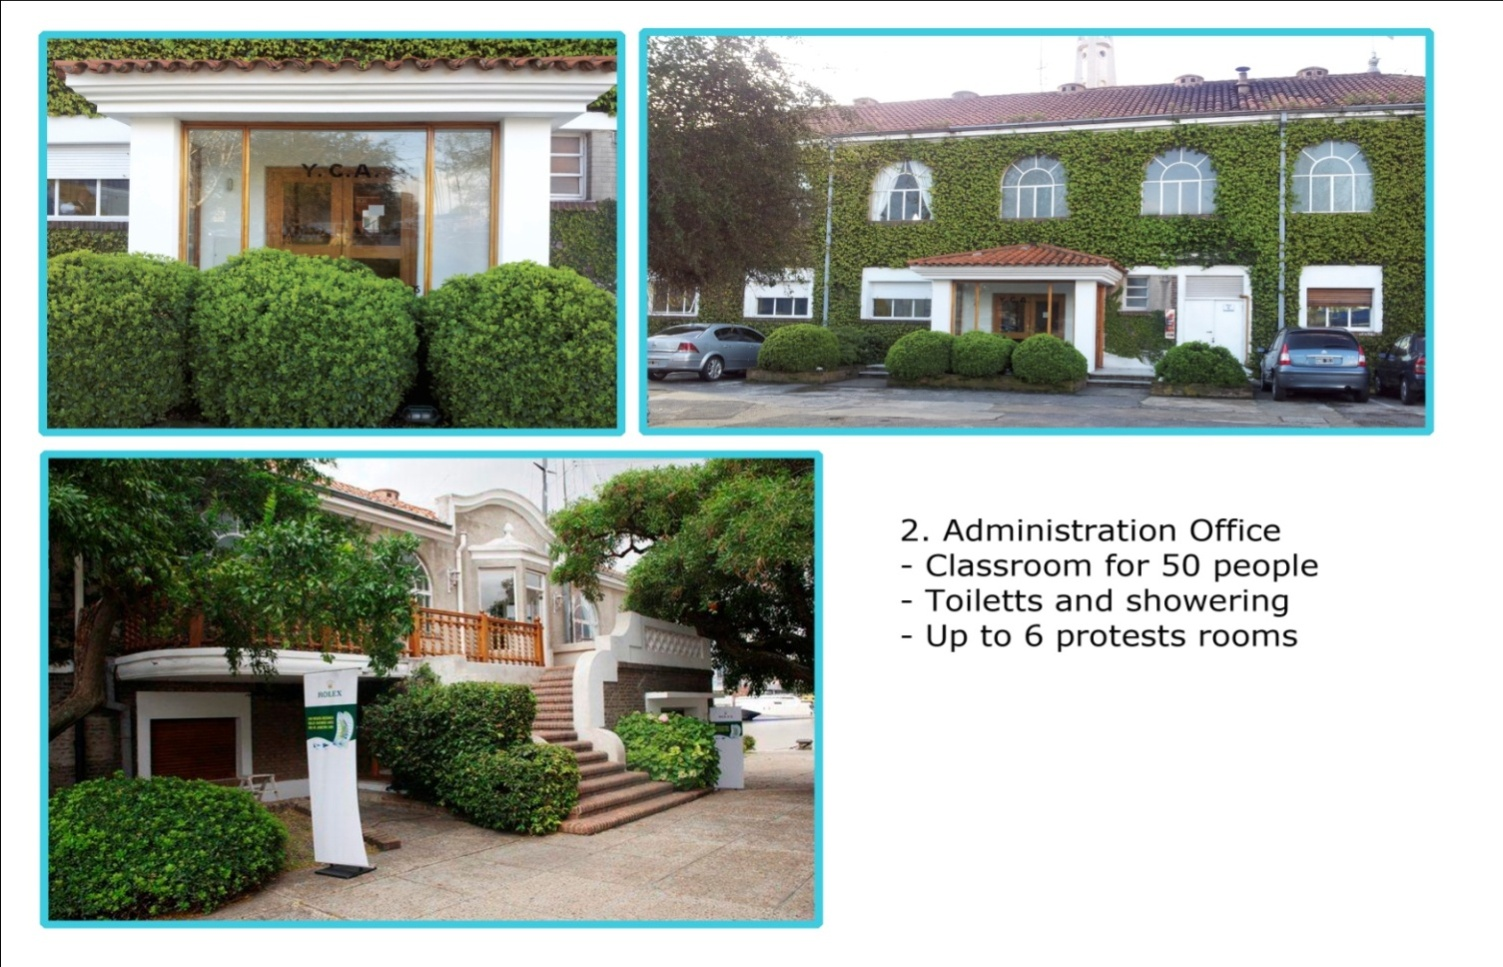 Y.C.A.
ROLEX
2. Administration Office
- Classroom for 50 people
- Toiletts and showering
- Up to 6 protests rooms